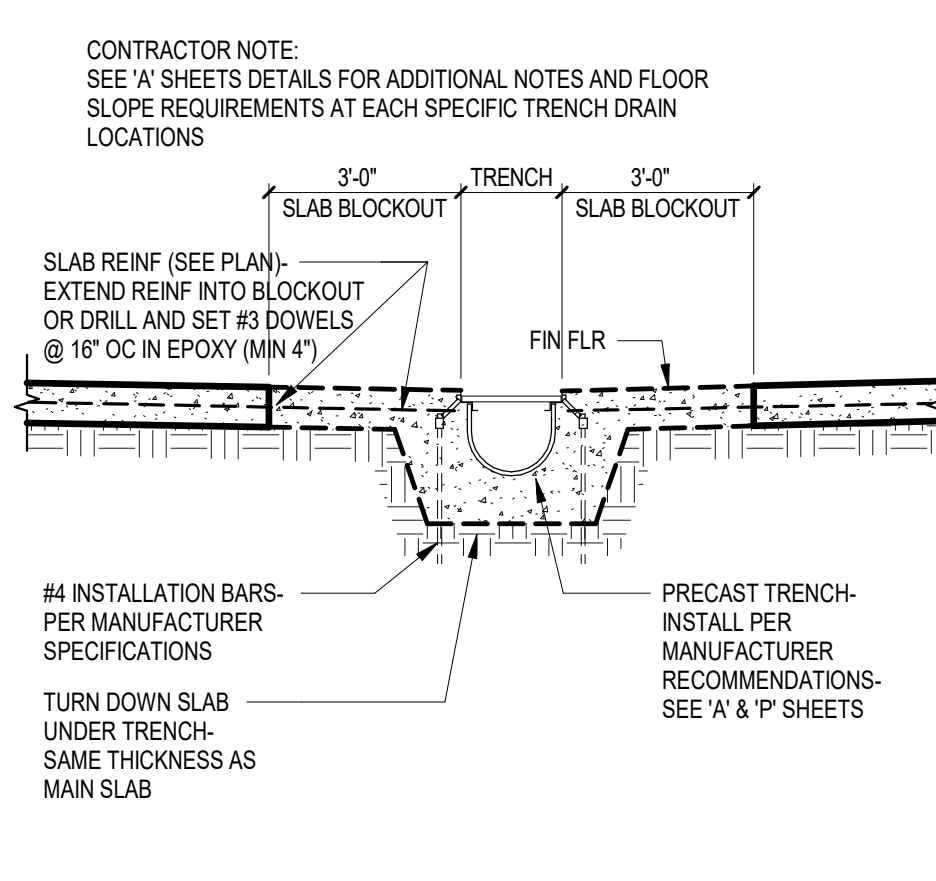 CONTRACTOR NOTE:
SEE 'A' SHEETS DETAILS FOR ADDITIONAL NOTES AND FLOOR
SLOPE REQUIREMENTS AT EACH SPECIFIC TRENCH DRAIN
LOCATIONS
3'-0"
SLAB BLOCKOUT
TRENCH
3'-0"
SLAB BLOCKOUT
SLAB REINF (SEE PLAN)-
EXTEND REINF INTO BLOCKOUT
OR DRILL AND SET #3 DOWELS
@ 16" OC IN EPOXY (MIN 4")
FIN FLR
#4 INSTALLATION BARS-
PER MANUFACTURER
SPECIFICATIONS
TURN DOWN SLAB
UNDER TRENCH-
SAME THICKNESS AS
MAIN SLAB
PRECAST TRENCH-
INSTALL PER
MANUFACTURER
RECOMMENDATIONS-
SEE 'A' & 'P' SHEETS